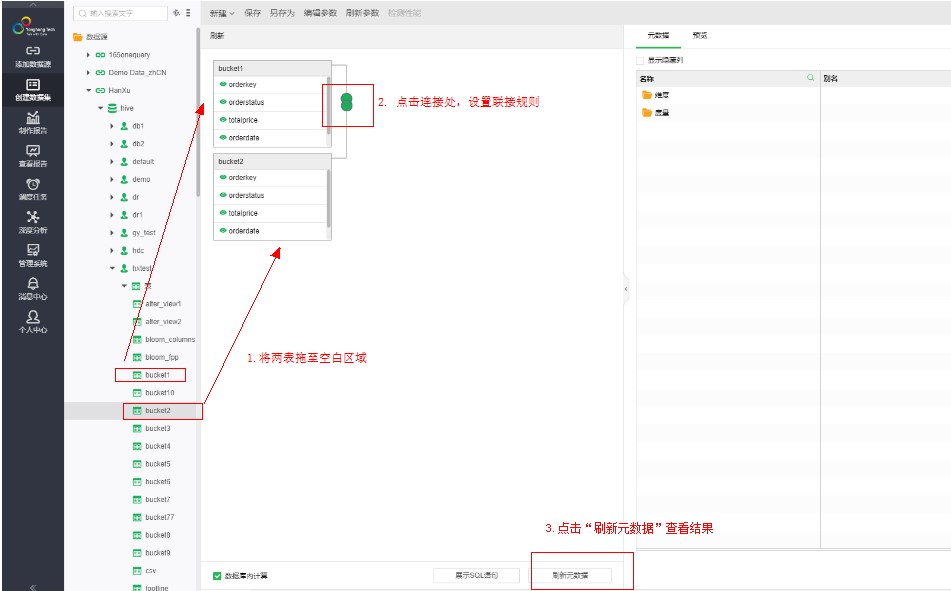 Yonghong Tech
添加数据源
创建数据集
制作报告
查看报告
调度任务
深度分析
管理系统
消息中心
个人中心
输入搜索文字
数据源
165onequery
Demo Data_zhCN
HanXu
hive
db1
db2
default
demo
dr
dr1
gy_test
hdc
hxtest
表
alter_view1
alter_view2
bloom_columns
bloom_fpp
bucket1
bucket10
bucket2
bucket3
bucket4
bucket5
bucket6
bucket7
bucket77
bucket8
bucket9
csv
footline
新建 保存 另存为 编辑参数 刷新参数 检测性能
刷新
bucket1
orderkey
orderstatus
totalprice
orderdate
bucket2
orderkey
orderstatus
totalprice
orderdate
2. 点击连接处，设置联接规则
1.将两表拖至空白区域
3.点击“刷新元数据”查看结果
数据库内计算
展示SQL语句
刷新元数据
元数据 预览
显示隐藏列
名称 别名
维度
度量